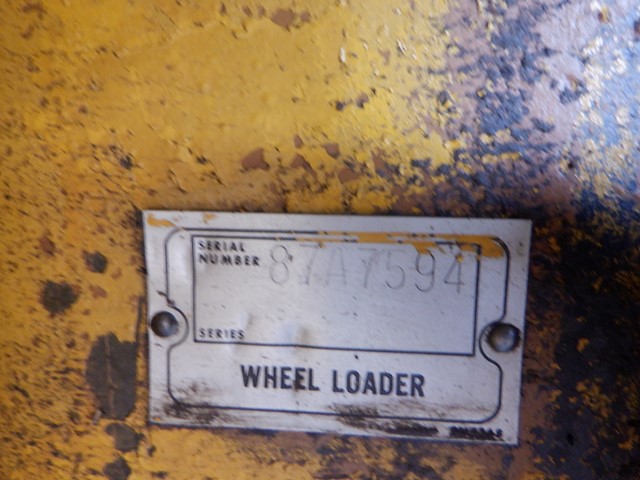 SERIAL
NUMBER 87A7594
SERIES
WHEEL LOADER